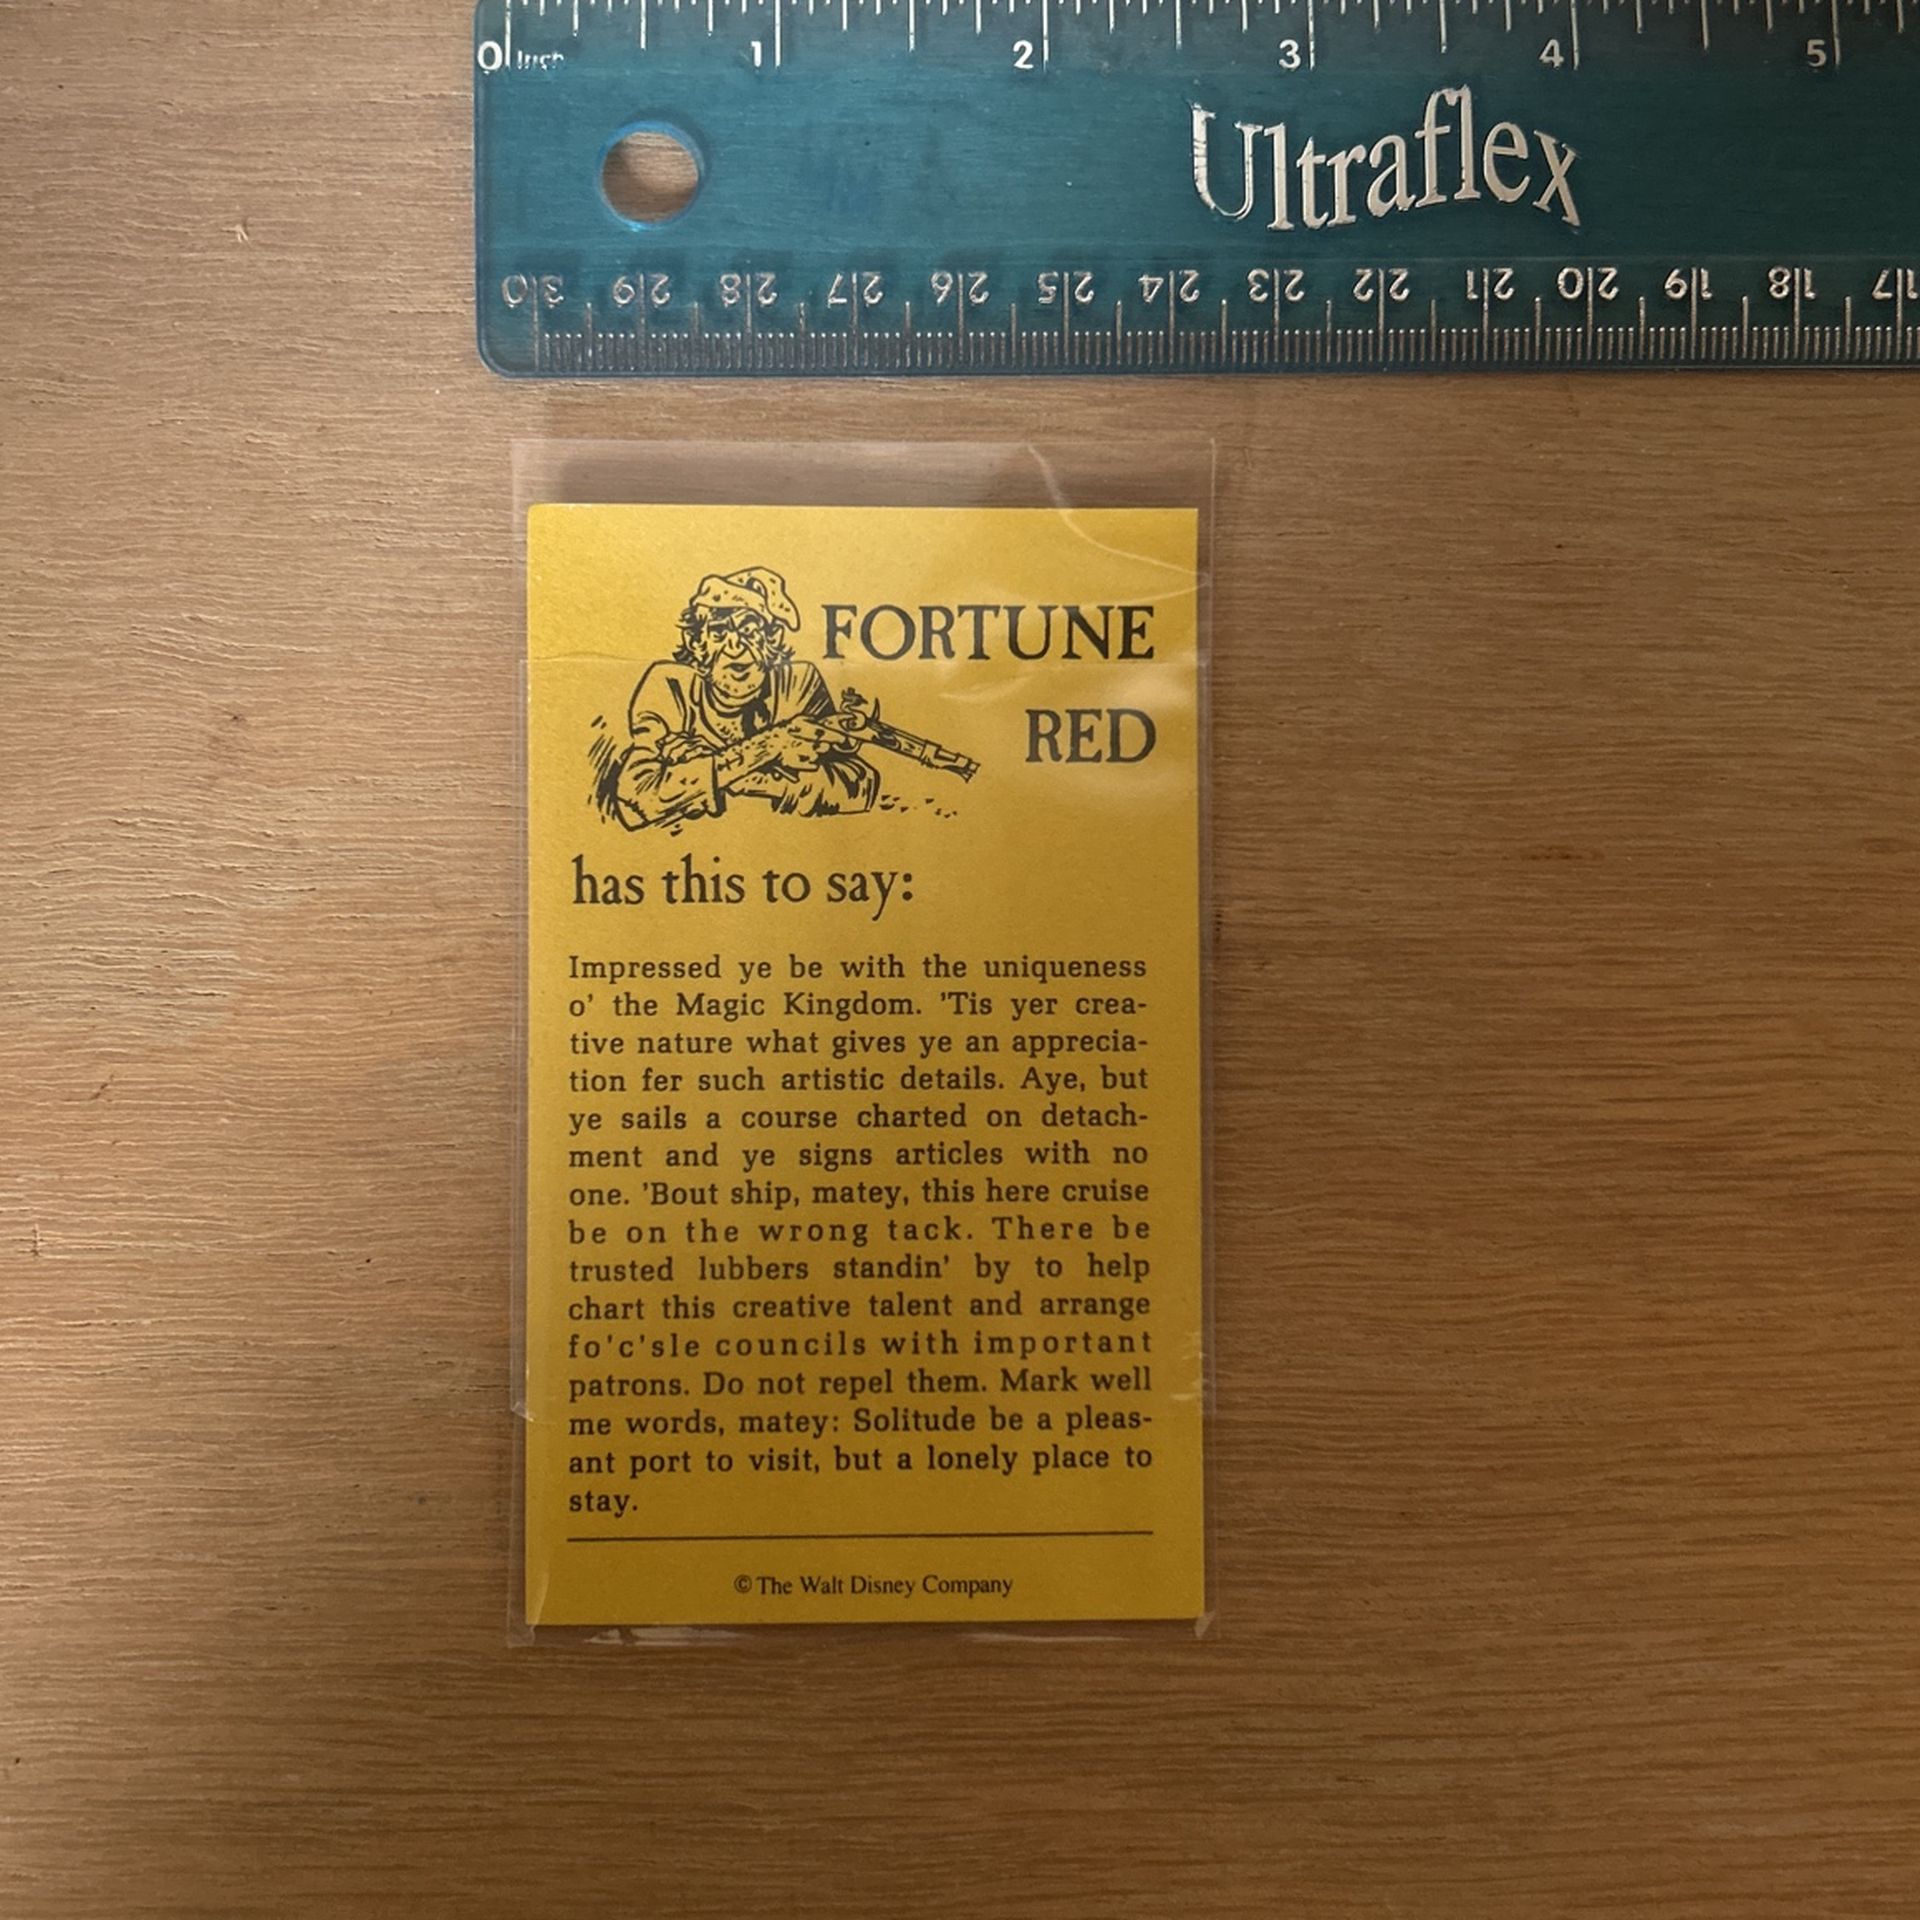 0 Inch 1 2 3 4 5
Ultraflex
30 29 28 27 26 25 24 23 22 21 20 19 18 17
FORTUNE
RED
has this to say:
Impressed ye be with the uniqueness
o' the Magic Kingdom. 'Tis yer crea-
tive nature what gives ye an apprecia-
tion fer such artistic details. Aye, but
ye sails a course charted on detach-
ment and ye signs articles with no
one. 'Bout ship, matey, this here cruise
be on the wrong tack. There be
trusted lubbers standin' by to help
chart this creative talent and arrange
fo'c'sle councils with important
patrons. Do not repel them. Mark well
me words, matey: Solitude be a pleas-
ant port to visit, but a lonely place to
stay.
© The Walt Disney Company